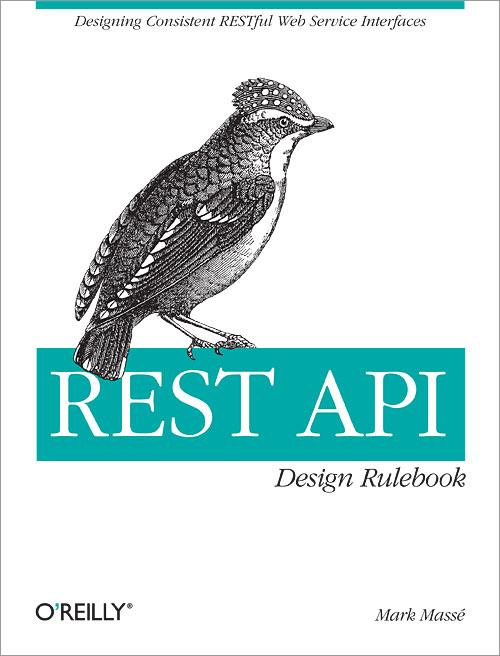 Designing Consistent RESTful Web Service Interfaces
REST API
Design Rulebook
O'REILLY®
Mark Massé